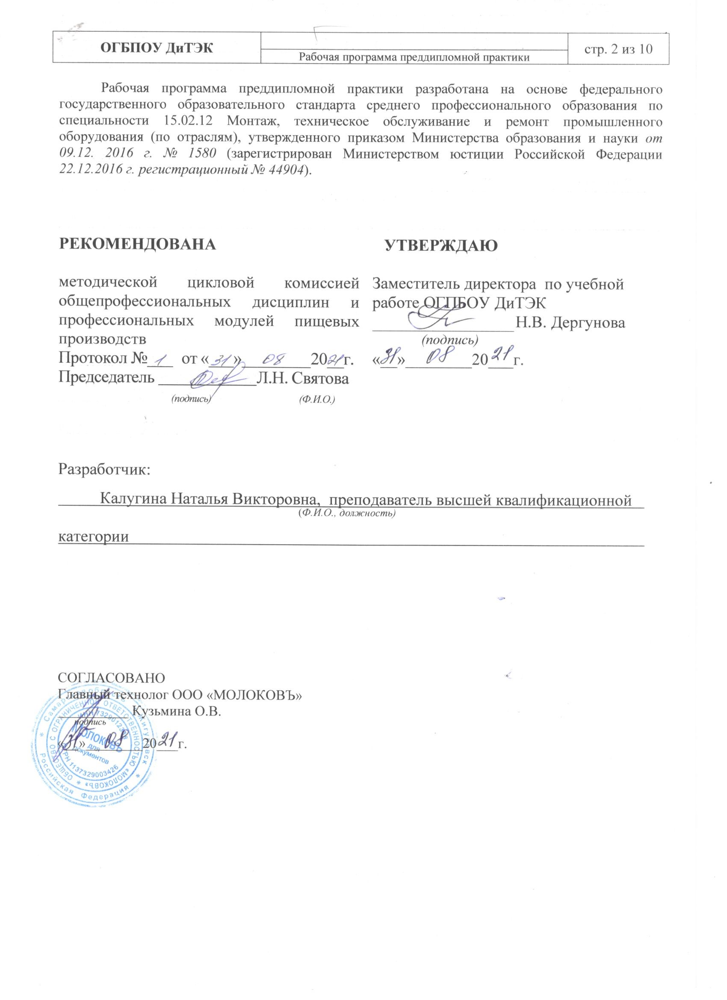 ОГБПОУ ДиТЭК
Рабочая программа преддипломной практики
стр. 2 из 10
Рабочая программа преддипломной практики разработана на основе федерального
государственного образовательного стандарта среднего профессионального образования по
специальности 15.02.12 Монтаж, техническое обслуживание и ремонт промышленного
оборудования (по отраслям), утвержденного приказом Министерства образования и науки от
09.12. 2016 г. № 1580 (зарегистрирован Министерством юстиции Российской Федерации
22.12.2016 г. регистрационный № 44904).
РЕКОМЕНДОВАНА
методической цикловой комиссией
общепрофессиональных дисциплин и
профессиональных модулей пищевых
производств
Протокол № 1 от «31» 08 2021г.
Председатель Л.Н. Святова
(подпись) (Ф.И.О.)
УТВЕРЖДАЮ
Заместитель директора по учебной
работе ОГПБОУ ДиТЭК
Н.В. Дергунова
(подпись)
«31» 08 2021г.
Разработчик:
Калугина Наталья Викторовна, преподаватель высшей квалификационной
(Ф.И.О., должность)
категории
СОГЛАСОВАНО
Главный технолог ООО «МОЛОКОВЪ»
Кузьмина О.В.
подпись
«31» 08 2021г.
Самарская область г. Жигулевск
Российская Федерация
ОБЩЕСТВО С ОГРАНИЧЕННОЙ ОТВЕТСТВЕННОСТЬЮ «МОЛОКОВЪ»
ОГРН 1137329003426
МОЛОКОВЪ
для
документов